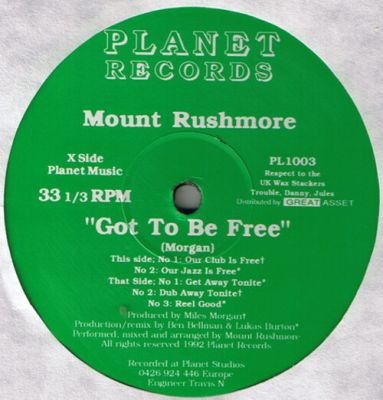 PLANET
RECORDS
Mount Rushmore
X Side
Planet Music
33 1/3 RPM
PL1003
Respect to the
UK Wax Stackers
Trouble, Danny, Jules
Distributed by GREAT ASSET
"Got To Be Free"
(Morgan)
This side; No 1: Our Club Is Free†
No 2: Our Jazz Is Free*
That Side: No 1: Get Away Tonite*
No 2: Dub Away Tonite†
No 3: Reel Good*
Produced by Miles Morgan†
Production/remix by Ben Bellman & Lukas Burton*
Performed, mixed and arranged by Mount Rushmore
All rights reserved 1992 Planet Records
Recorded at Planet Studios
0426 924 446 Europe
Engineer Travis N